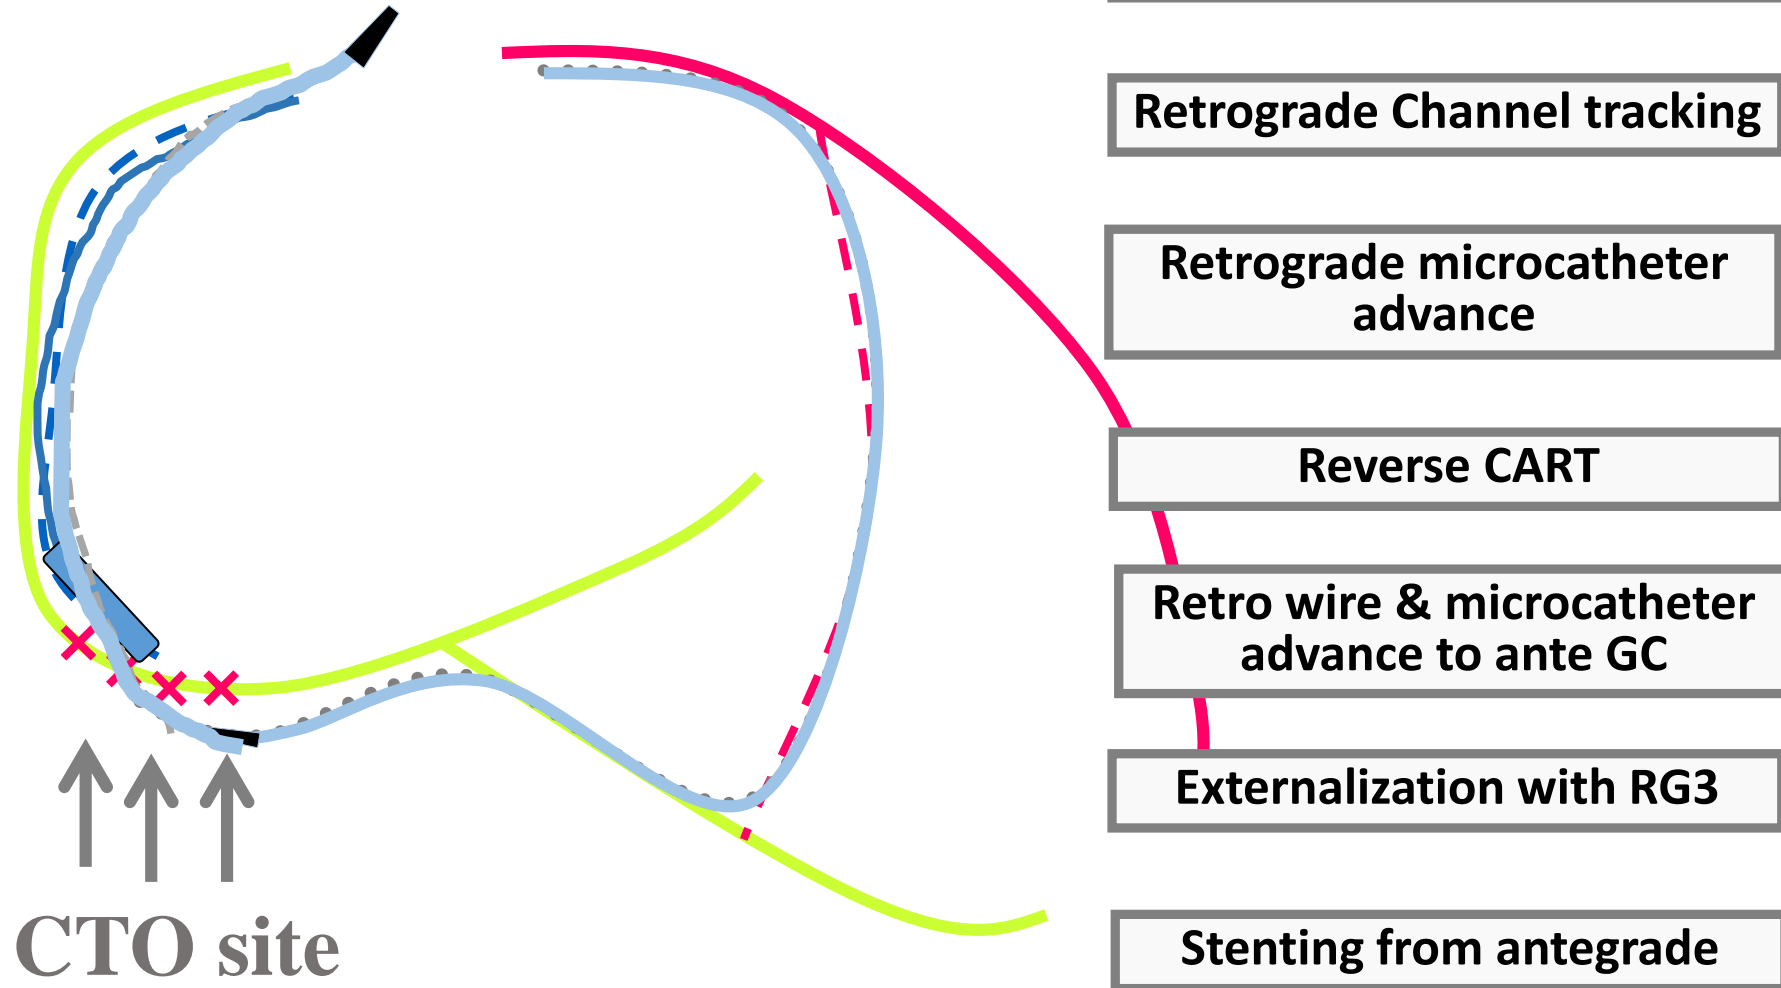 Retrograde Channel tracking
Retrograde microcatheter
advance
Reverse CART
Retro wire & microcatheter
advance to ante GC
Externalization with RG3
Stenting from antegrade
CTO site